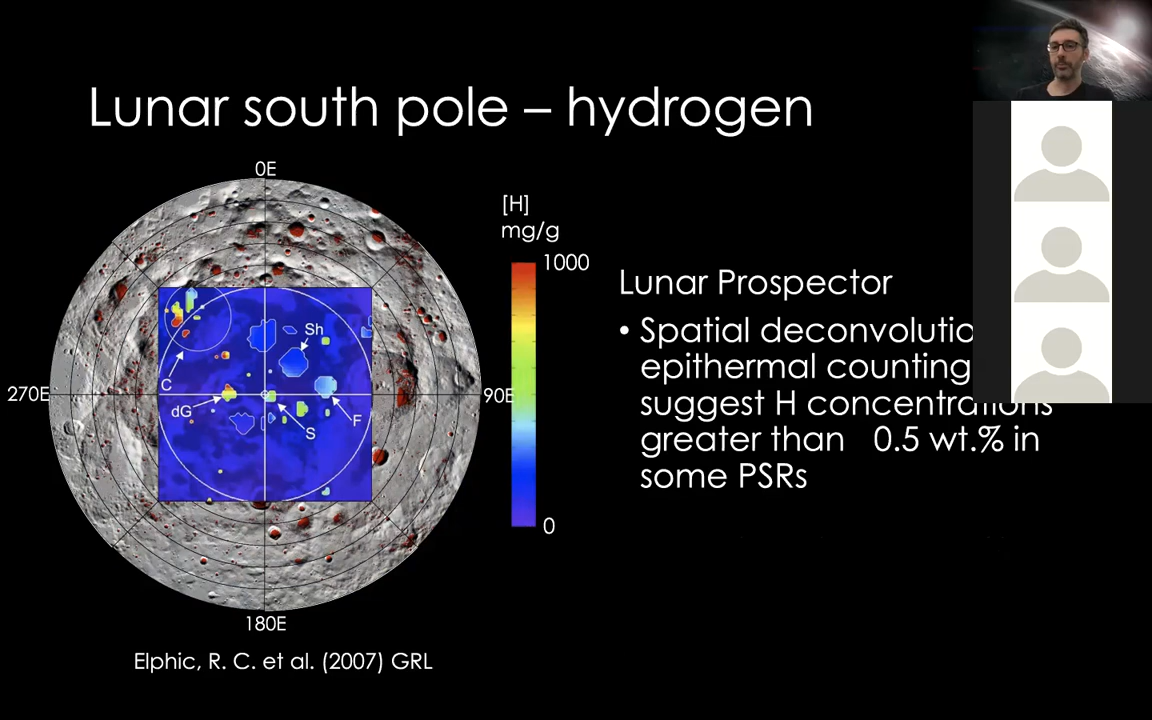 Lunar south pole – hydrogen
0E
[H]
mg/g
1000
Sh
C
270E
90E
dG
S
F
0
180E
Elphic, R. C. et al. (2007) GRL
Lunar Prospector
• Spatial deconvolutio
epithermal counting
suggest H concentrations
greater than 0.5 wt.% in
some PSRs